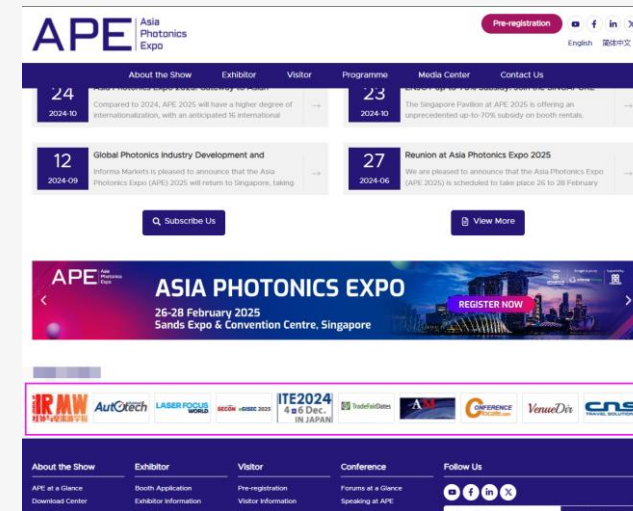 APE Asia
Photonics
Expo
Pre-registration
English 简体中文
About the Show Exhibitor Visitor Programme Media Center Contact Us
24
2024-10
Compared to 2024, APE 2025 will have a higher degree of
internationalization, with an anticipated 16 international
23
2024-10
The Singapore Pavilion at APE 2025 is offering an
unprecedented up-to-70% subsidy on booth rentals.
12
2024-09
Global Photonics Industry Development and
Informa Markets is pleased to announce that the Asia
Photonics Expo (APE) 2025 will return to Singapore, taking
27
2024-06
Reunion at Asia Photonics Expo 2025
We are pleased to announce that the Asia Photonics Expo
(APE 2025) is scheduled to take place 26 to 28 February
Subscribe Us
View More
APE Asia
Photonics
Expo
ASIA PHOTONICS EXPO
26-28 February 2025
Sands Expo & Convention Centre, Singapore
REGISTER NOW
IRMW
Autotech
LASER FOCUS
WORLD
SECON eGISEC 2025
ITE2024
4-6 Dec.
IN JAPAN
TradeFairDates
CONFERENCE
VenueDir
cns
TRAVEL SOLUTION
About the Show Exhibitor Visitor Conference Follow Us
APE at a Glance Booth Application Pre-registration Forums at a Glance
Download Center Exhibitor Information Visitor Information Speaking at APE